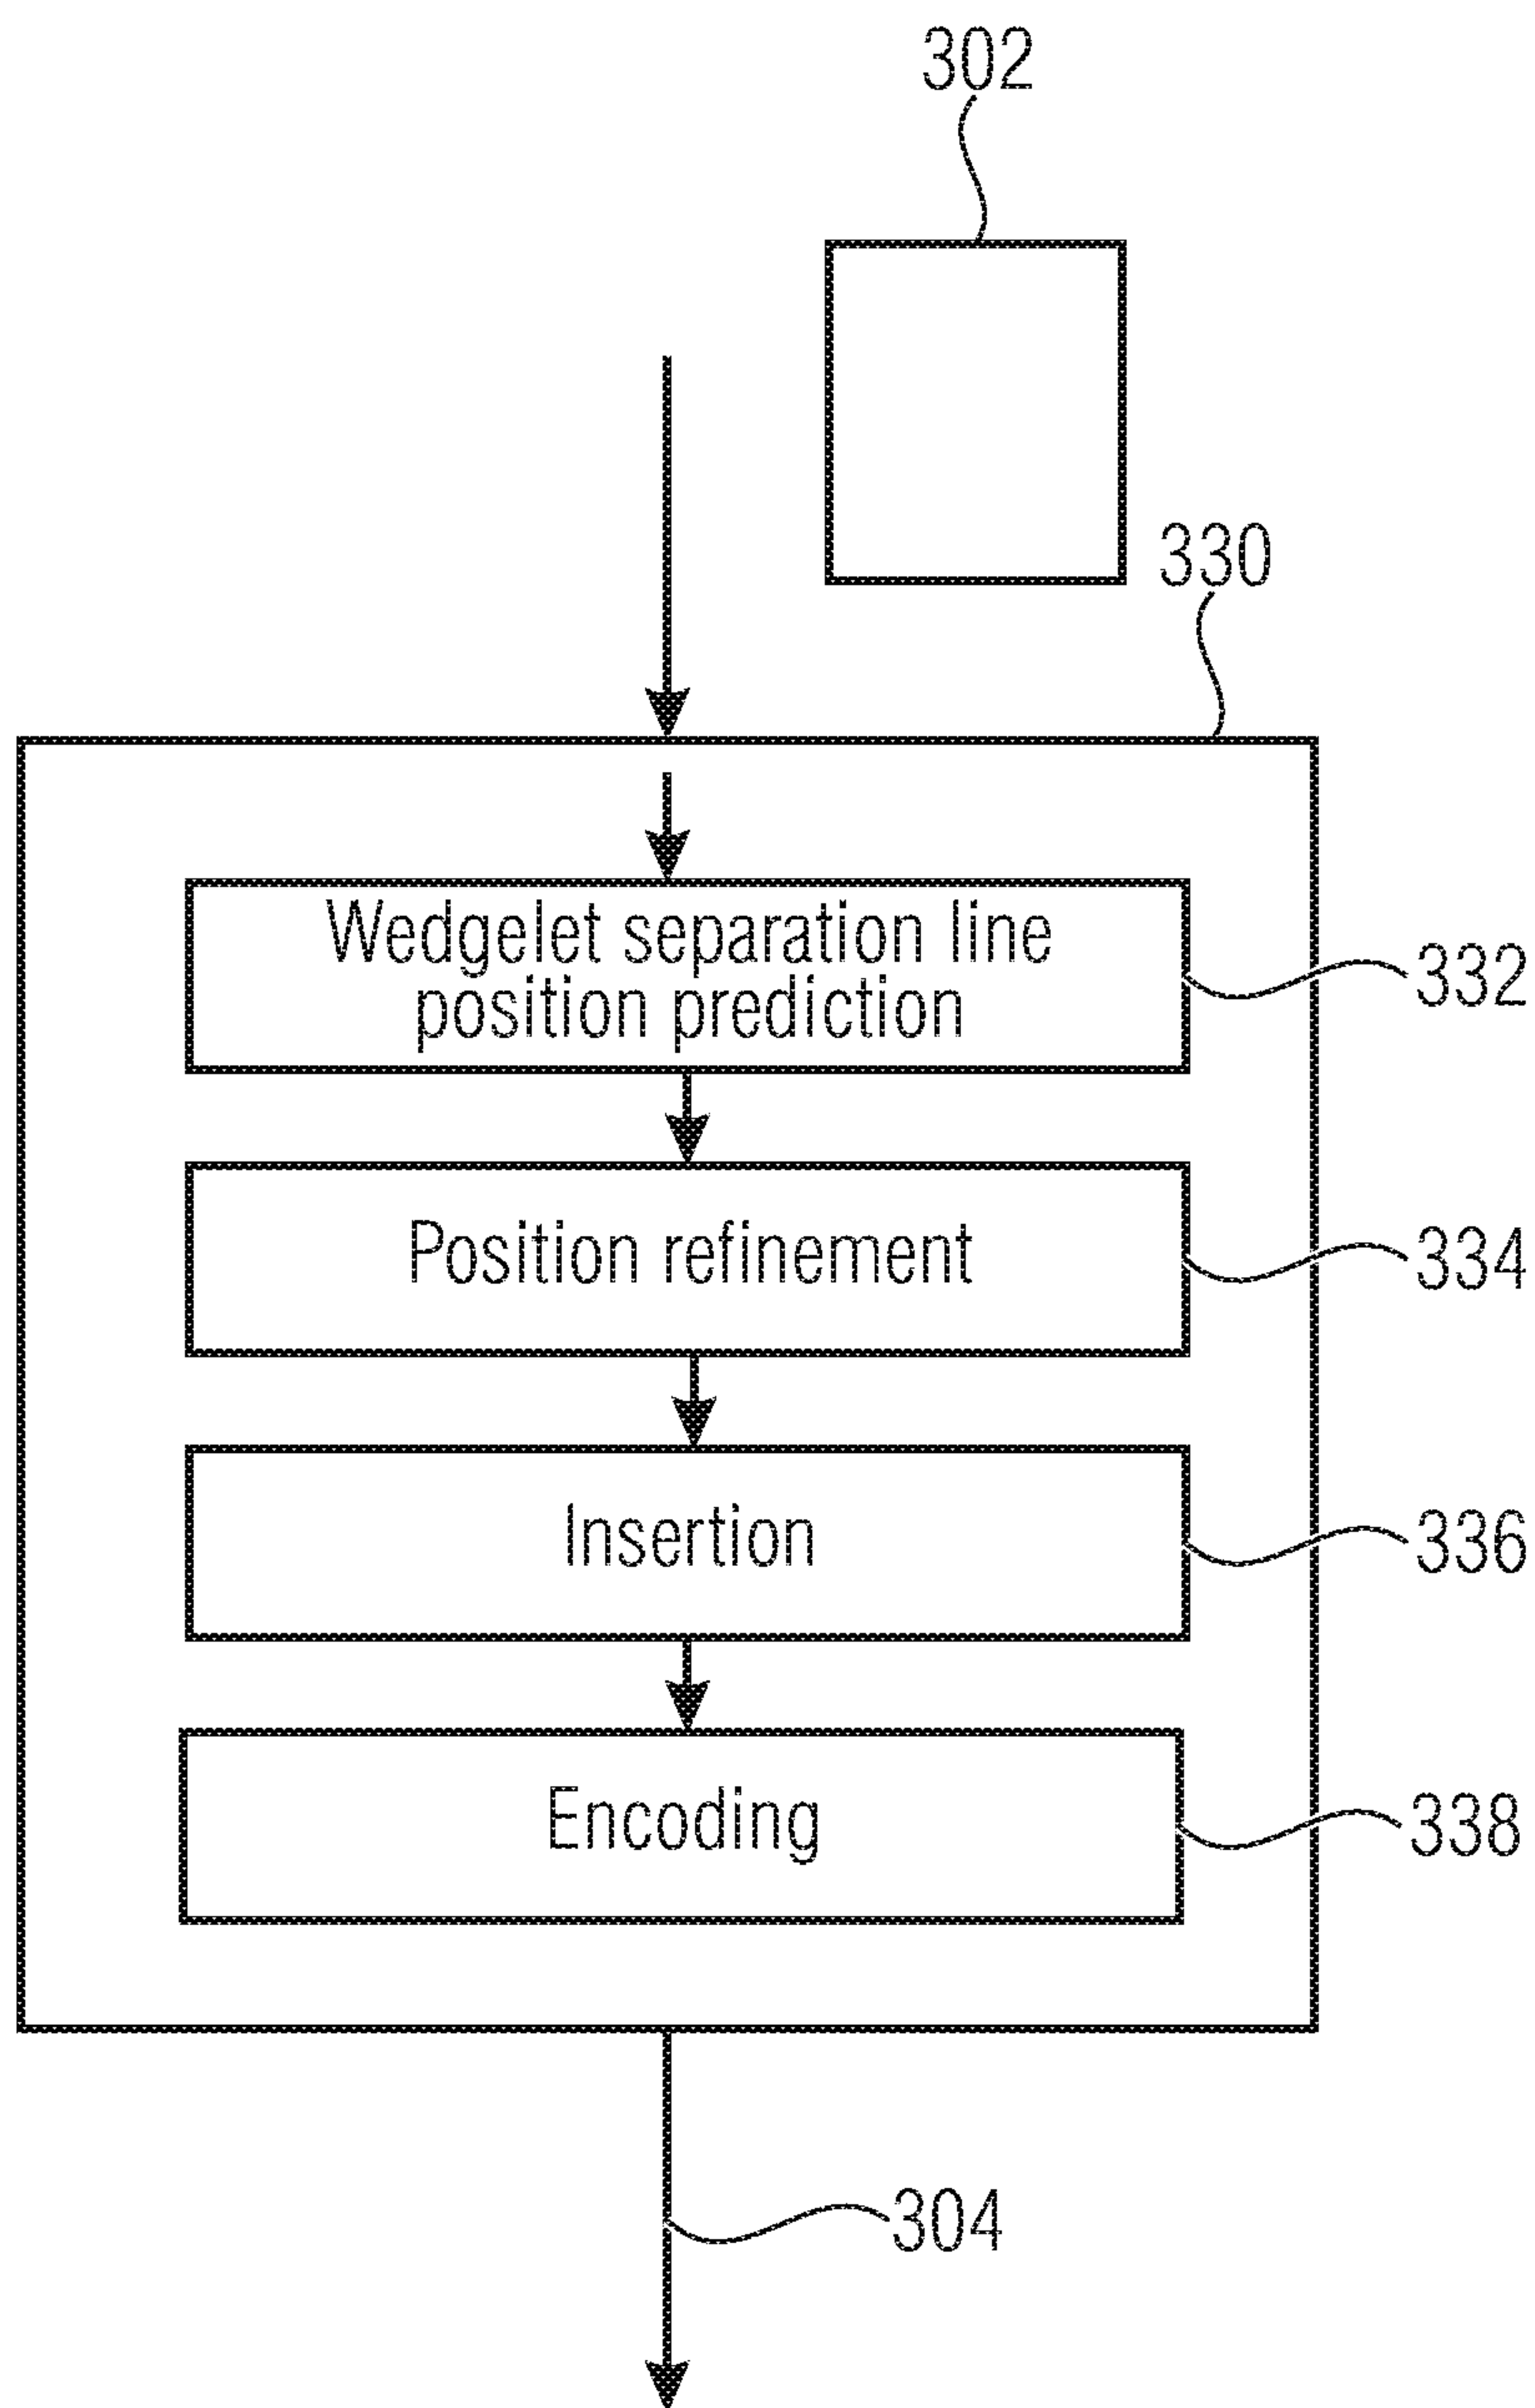 302
330
Wedgelet separation line
position prediction
332
Position refinement
334
Insertion
336
Encoding
338
304